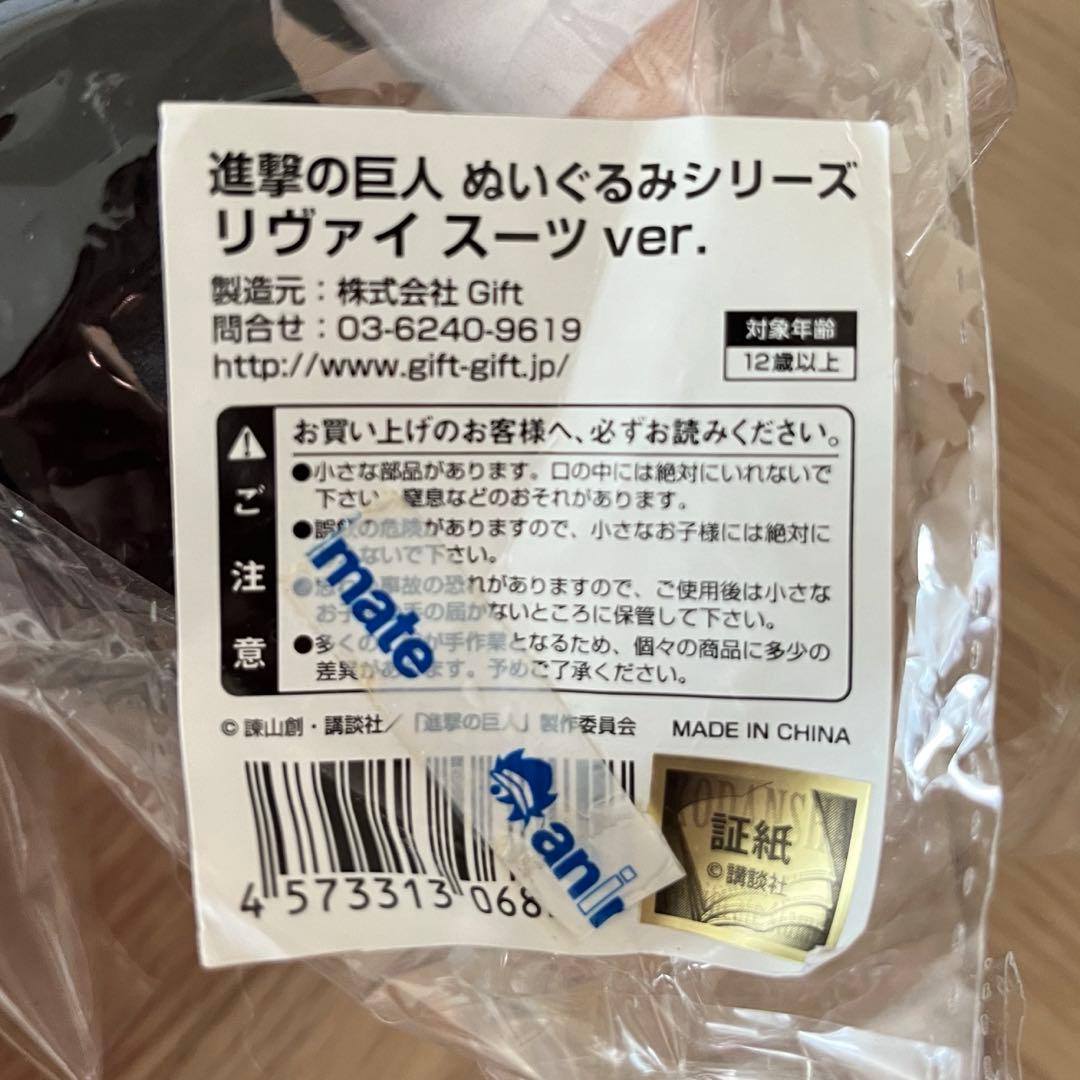 進撃の巨人 ぬいぐるみシリーズ
リヴァイ スーツ ver.
製造元：株式会社 Gift
問合せ：03-6240-9619
http://www.gift-gift.jp/
対象年齢
12歳以上
ご注意
お買い上げのお客様へ、必ずお読みください。
●小さな部品があります。口の中には絶対にいれないで
下さい 窒息などのおそれがあります。
●誤飲の危険がありますので、小さなお子様には絶対に
ないで下さい。
● 事故の恐れがありますので、ご使用後は小さな
お子 手の届かないところに保管して下さい。
●多くの が手作業となるため、個々の商品に多少の
差異があります。予めご了承ください。
imate
©諫山創・講談社/「進撃の巨人」製作委員会
MADE IN CHINA
anir
4 573313 068
KODANSH
証紙
©講談社